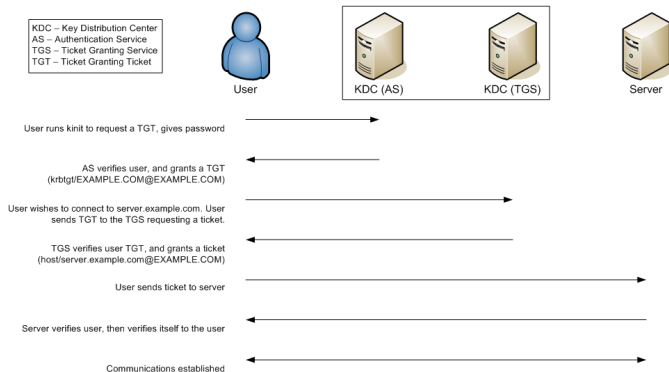 KDC – Key Distribution Center
AS – Authentication Service
TGS – Ticket Granting Service
TGT – Ticket Granting Ticket
User
KDC (AS)
KDC (TGS)
Server
User runs kinit to request a TGT, gives password
AS verifies user, and grants a TGT
(krbtgt/EXAMPLE.COM@EXAMPLE.COM)
User wishes to connect to server.example.com. User
sends TGT to the TGS requesting a ticket.
TGS verifies user TGT, and grants a ticket
(host/server.example.com@EXAMPLE.COM)
User sends ticket to server
Server verifies user, then verifies itself to the user
Communications established